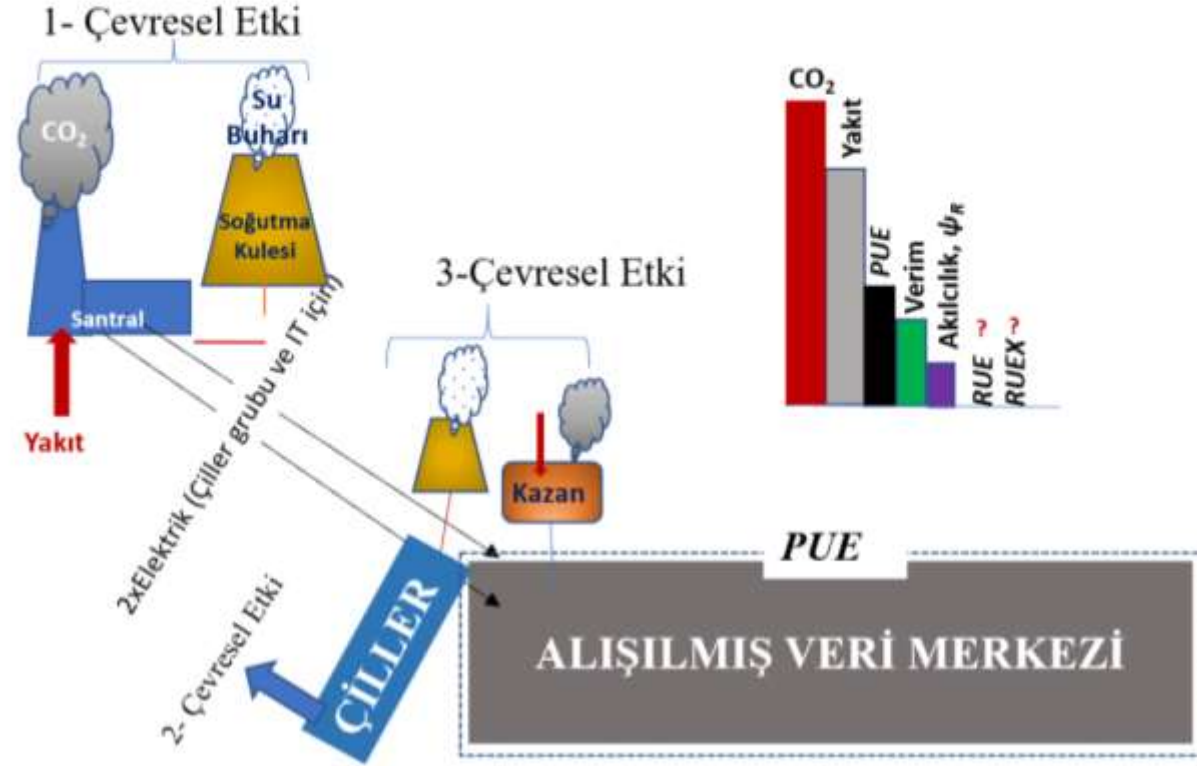 1- Çevresel Etki
CO₂
Su
Buharı
Soğutma
Kulesi
Santral
Yakıt
2xElektrik (Çiller grubu ve IT için)
3-Çevresel Etki
Kazan
2- Çevresel Etki
ÇİLLER
PUE
ALIŞILMIŞ VERİ MERKEZİ
CO₂
Yakıt
PUE
Verim
Akılcılık, ψ_R
RUE ?
RUEX ?